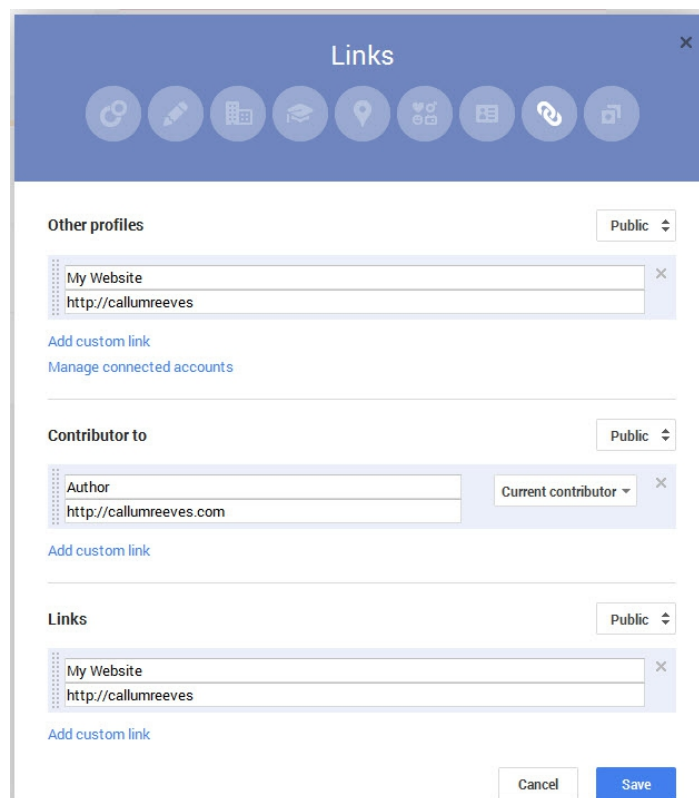 Links
Other profiles
Public
My Website
http://callumreeves
Add custom link
Manage connected accounts
Contributor to
Public
Author
Current contributor
http://callumreeves.com
Add custom link
Links
Public
My Website
http://callumreeves
Add custom link
Cancel
Save